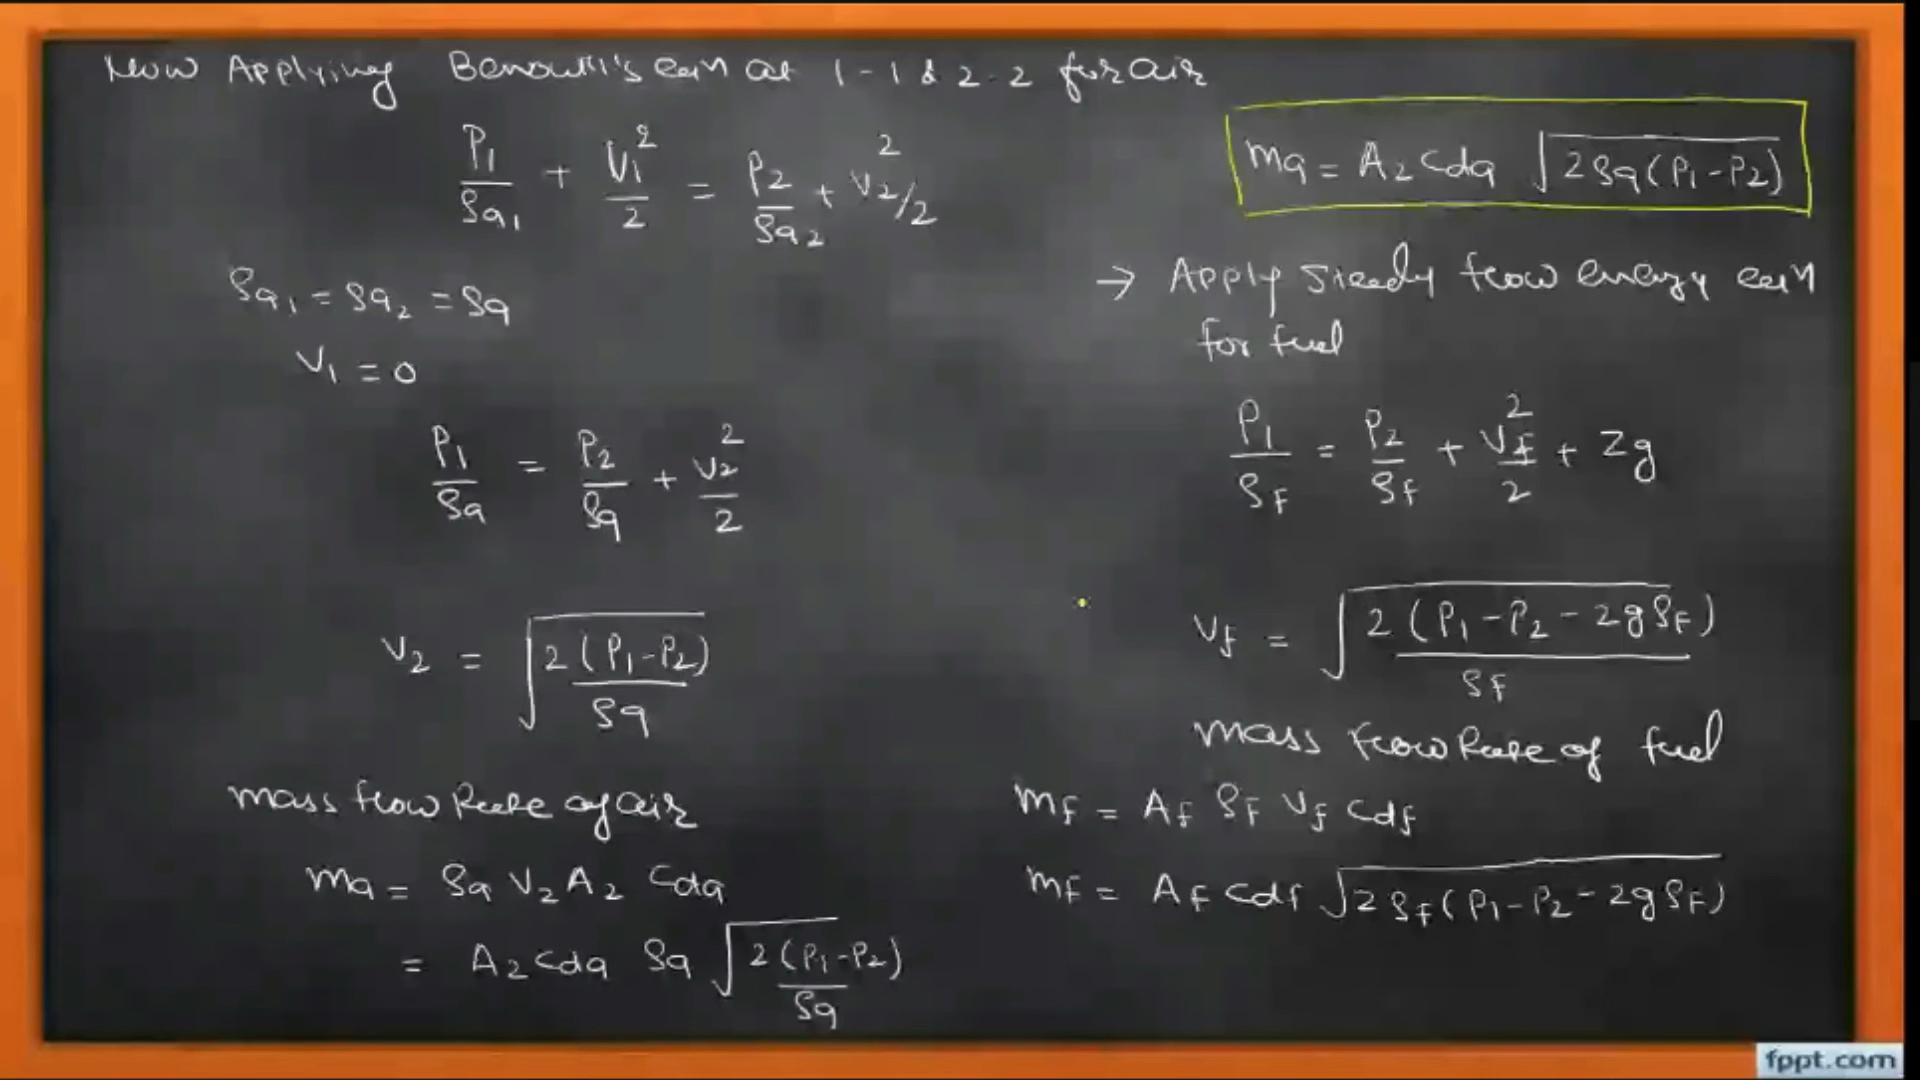 Now Applying Benoulli's eqn at 1-1 & 2-2 for air
P1/ρa1 + V1²/2 = P2/ρa2 + V2²/2
ρa1 = ρa2 = ρa
V1 = 0
P1/ρa = P2/ρa + V2²/2
V2 = √(2(P1-P2)/ρa)
mass flow Rate of air
ma = ρa V2 A2 Cda
= A2 Cda ρa √(2(P1-P2)/ρa)
ma = A2 Cda √(2ρa(P1-P2))
→ Apply steady flow energy eqn
for fuel
P1/ρf = P2/ρf + Vf²/2 + Zg
Vf = √(2(P1-P2-Zgρf)/ρf)
mass flow Rate of fuel
mf = Af ρf Vf Cdf
mf = Af Cdf √(2ρf(P1-P2-Zgρf))
fppt.com